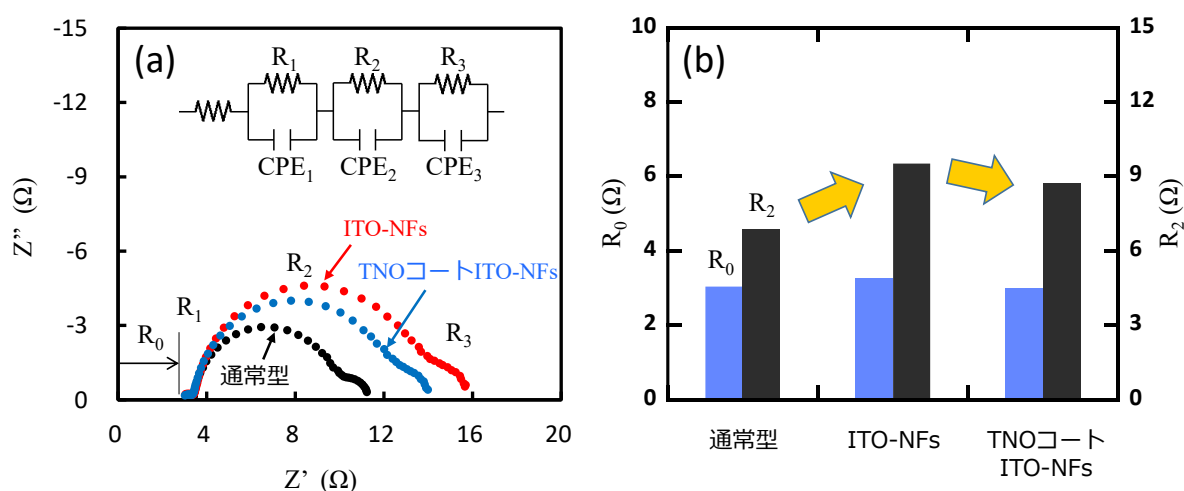 (a)
R1 R2 R3
CPE1 CPE2 CPE3
-15
-12
-9
-6
-3
0
Z’’ (Ω)
ITO-NFs
TNOコートITO-NFs
通常型
R0
R1
R2
R3
0 4 8 12 16 20
Z’ (Ω)
(b)
10
8
6
4
2
0
R0 (Ω)
R0
R2
15
12
9
6
3
0
R2 (Ω)
通常型
ITO-NFs
TNOコート
ITO-NFs